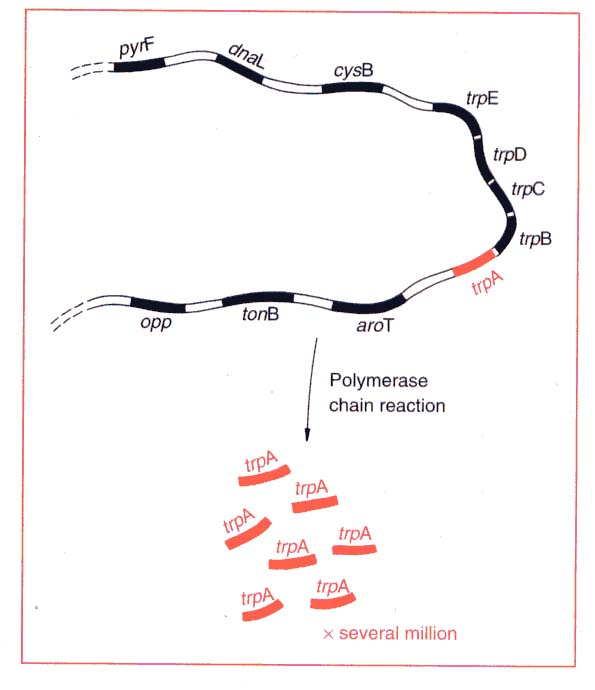 pyrF
dnaL
cysB
trpE
trpD
trpC
trpB
trpA
opp
tonB
aroT
Polymerase
chain reaction
trpA
trpA
trpA
trpA
trpA
trpA
trpA
× several million